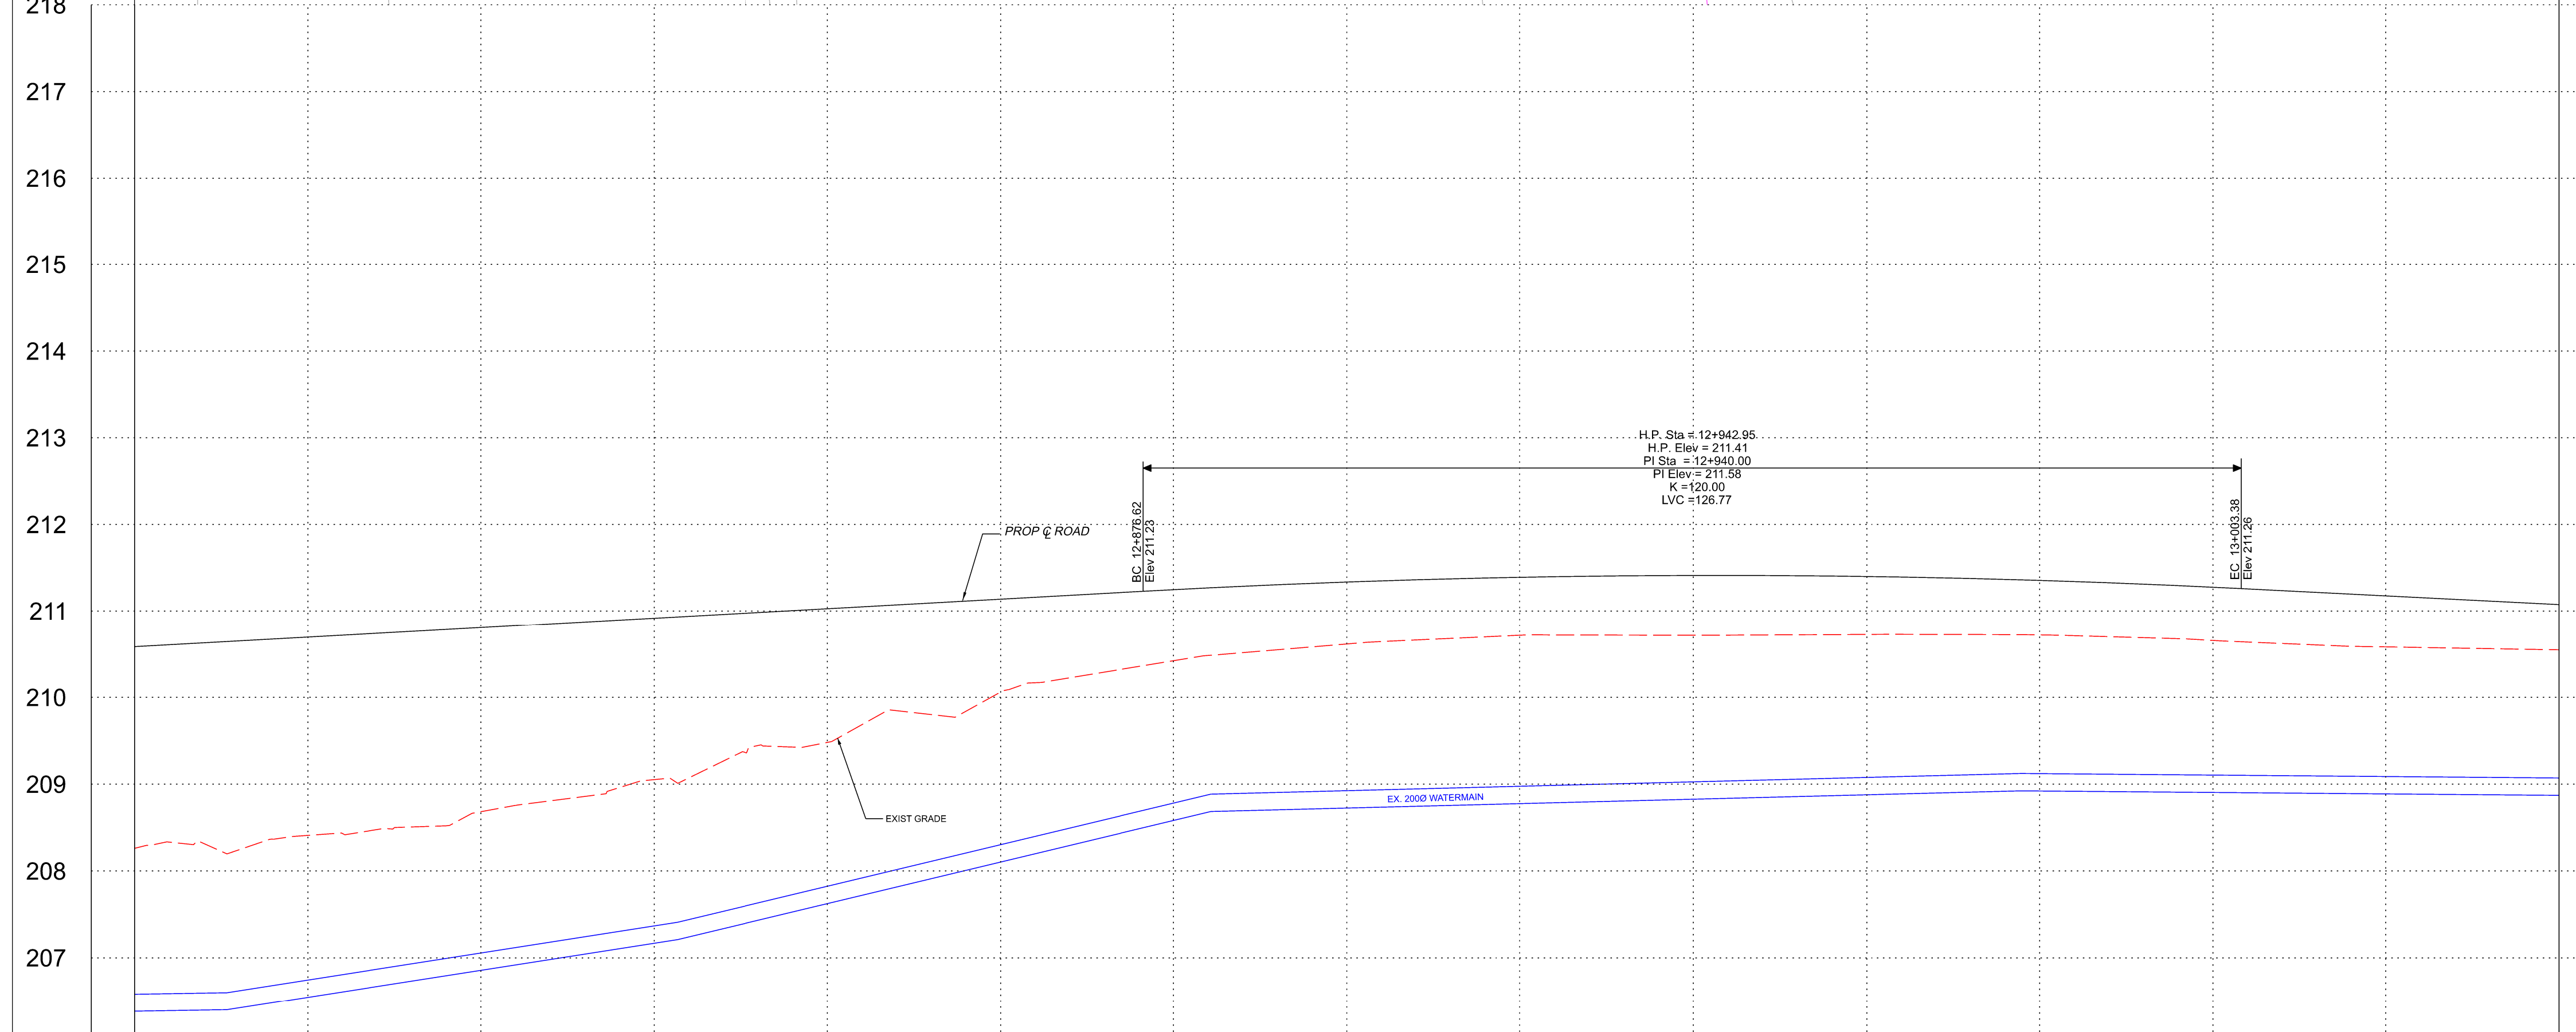 218
217
216
215
214
213
212
211
210
209
208
207
H.P. Sta = 12+942.95
H.P. Elev = 211.41
PI Sta = 12+940.00
PI Elev = 211.58
K =120.00
LVC =126.77
BC 12+876.62
Elev 211.23
EC 13+003.38
Elev 211.26
PROP ℄ ROAD
EX. 200Ø WATERMAIN
EXIST GRADE